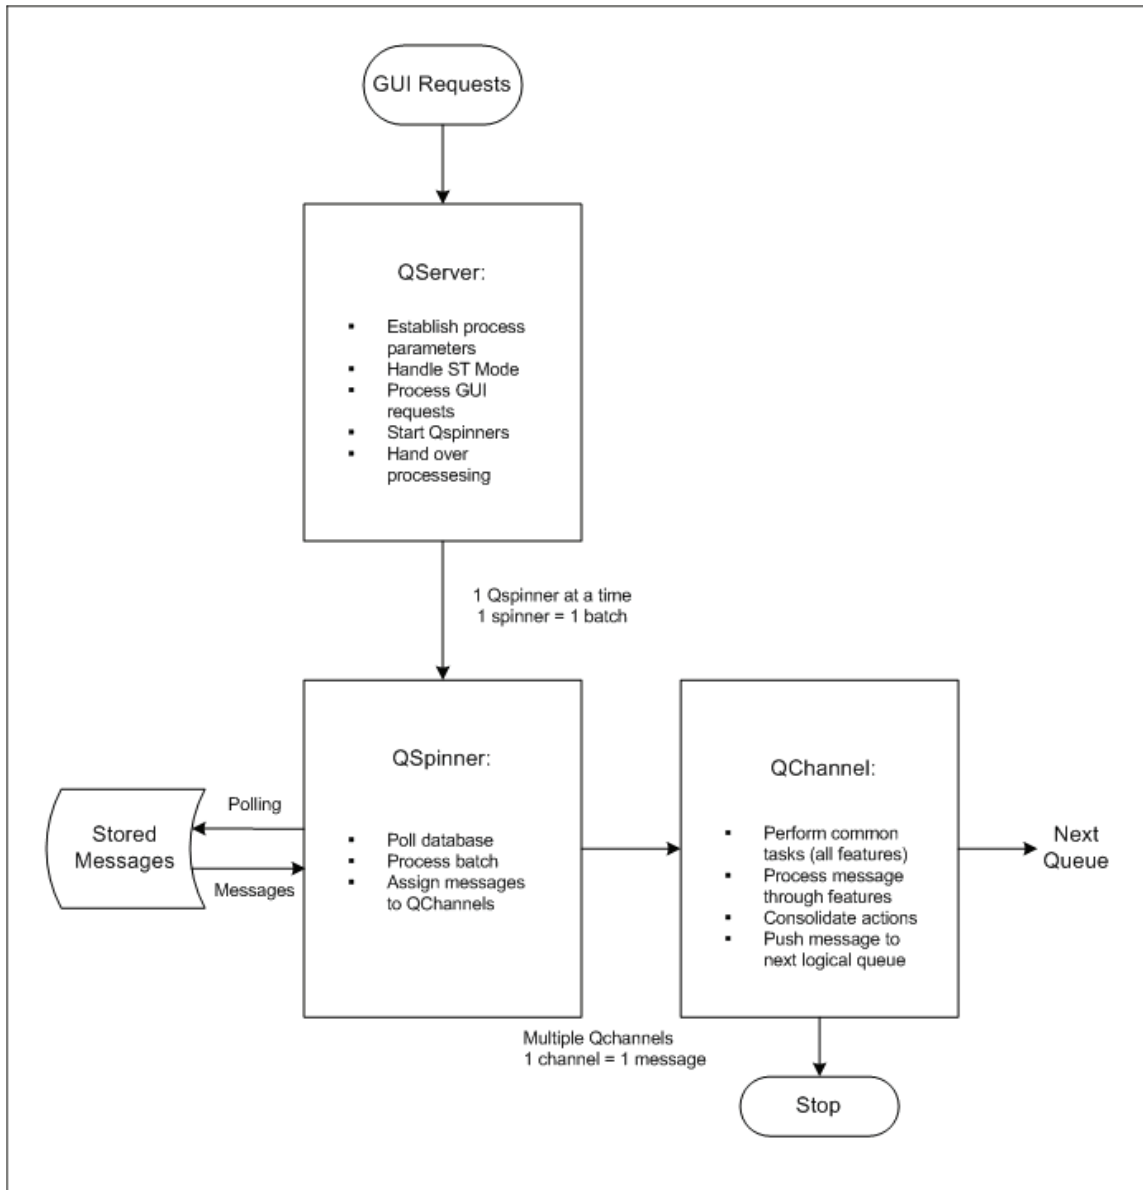 GUI Requests
QServer:
▪ Establish process
parameters
▪ Handle ST Mode
▪ Process GUI
requests
▪ Start Qspinners
▪ Hand over
processesing
1 Qspinner at a time
1 spinner = 1 batch
QSpinner:
▪ Poll database
▪ Process batch
▪ Assign messages
to QChannels
Polling
Stored
Messages
Messages
QChannel:
▪ Perform common
tasks (all features)
▪ Process message
through features
▪ Consolidate actions
▪ Push message to
next logical queue
Next
Queue
Multiple Qchannels
1 channel = 1 message
Stop